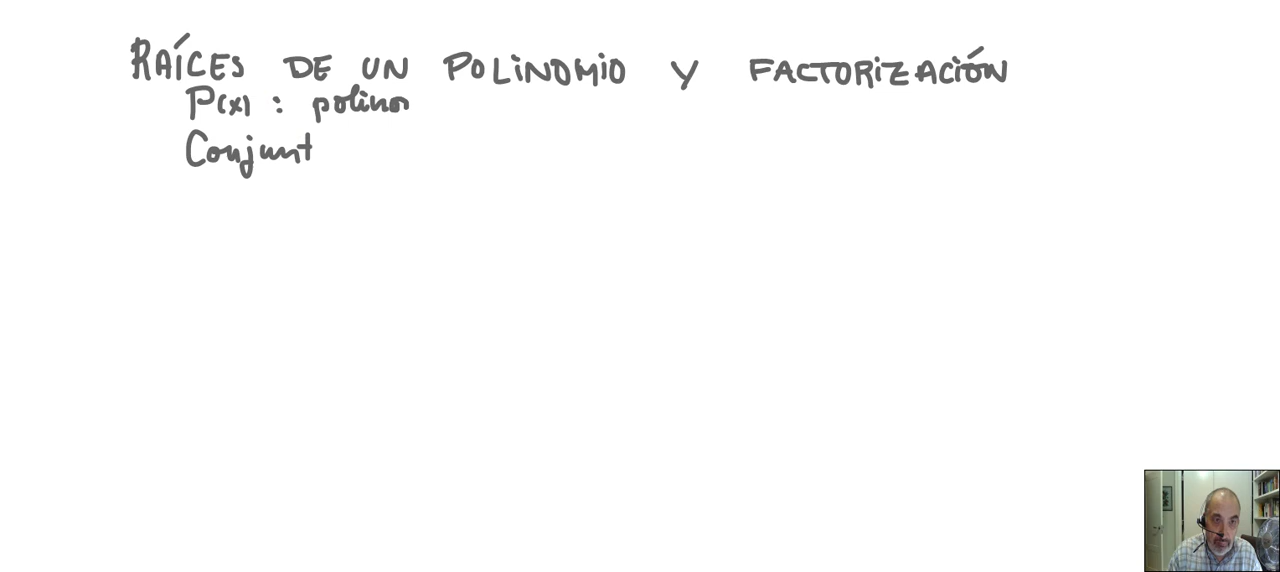 RAÍCES DE UN POLINOMIO Y FACTORIZACIÓN
P(x) : polino
Conjunt